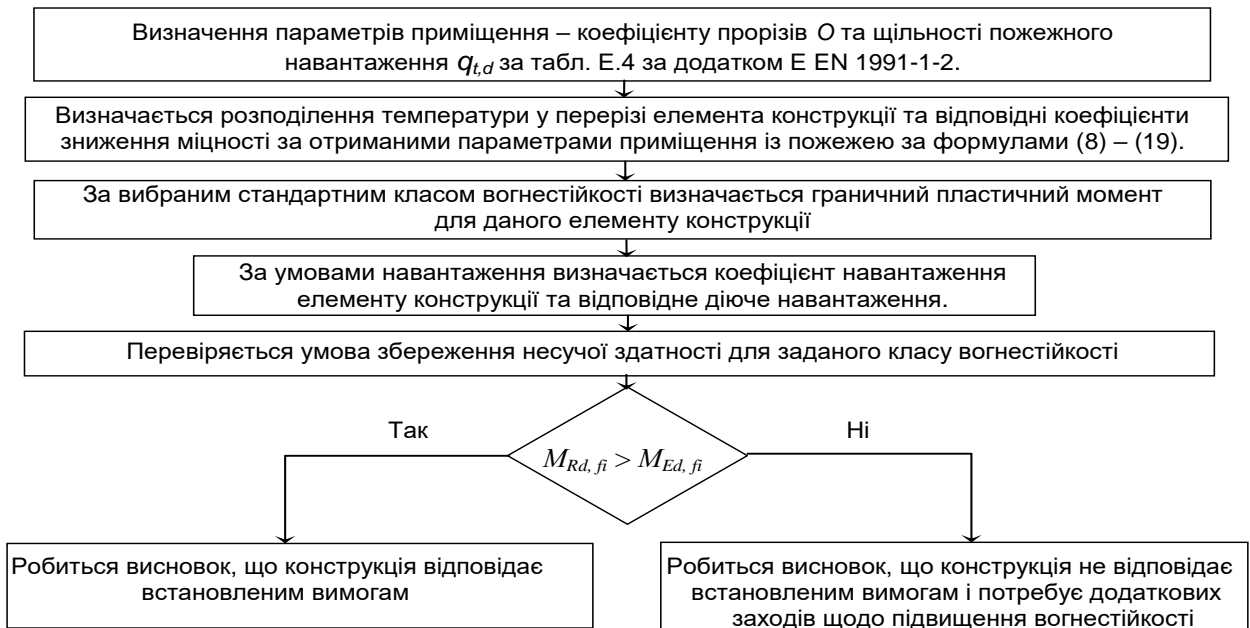 Визначення параметрів приміщення – коефіцієнту прорізів O та щільності пожежного
навантаження qt,d за табл. Е.4 за додатком Е EN 1991-1-2.
Визначається розподілення температури у перерізі елемента конструкції та відповідні коефіцієнти
зниження міцності за отриманими параметрами приміщення із пожежею за формулами (8) – (19).
За вибраним стандартним класом вогнестійкості визначається граничний пластичний момент
для даного елементу конструкції
За умовами навантаження визначається коефіцієнт навантаження
елементу конструкції та відповідне діюче навантаження.
Перевіряється умова збереження несучої здатності для заданого класу вогнестійкості
Так
Ні
MRd, fi > MEd, fi
Робиться висновок, що конструкція відповідає
встановленим вимогам
Робиться висновок, що конструкція не відповідає
встановленим вимогам і потребує додаткових
заходів щодо підвищення вогнестійкості